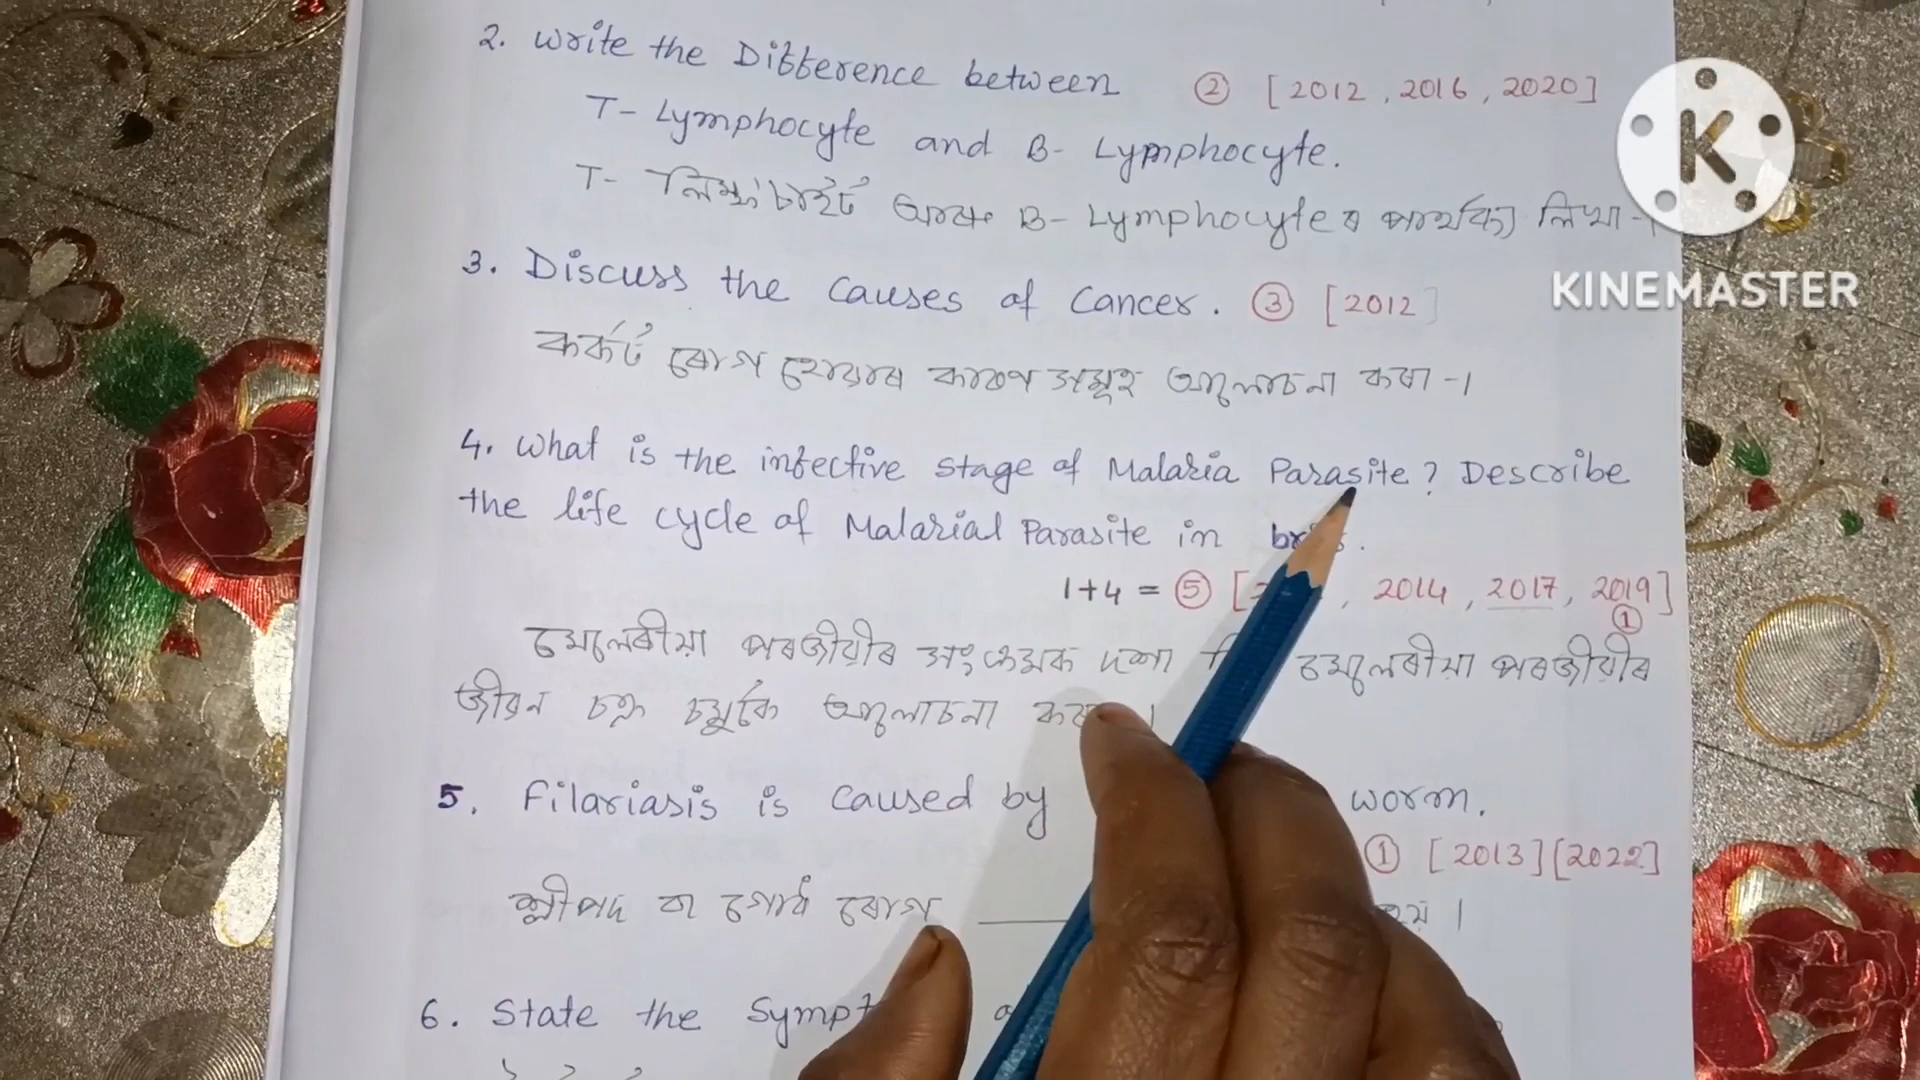 2. Write the Difference between ② [2012, 2016, 2020]
T- Lymphocyte and B- Lymphocyte.
T- লিম্ফ'চাইট আৰু B- Lymphocyteৰ পাৰ্থক্য লিখা -।
3. Discuss the Causes of Cancer. ③ [2012]
KINEMASTER
কৰ্কট ৰোগ হোৱাৰ কাৰণ সমূহ আলোচনা কৰা -।
4. What is the infective stage of Malaria Parasite? Describe
the life cycle of Malarial Parasite in
1+4 = ⑤ [ , 2014, 2017, 2019]
①
মেলেৰীয়া পৰজীৱীৰ সংক্ৰামক দশা মেলেৰীয়া পৰজীৱীৰ
জীৱন চক্ৰ চমুকৈ আলোচনা
5. Filariasis is caused by worm.
① [2013][2022]
শ্লীপদ বা গোধ ৰোগ
6. State the